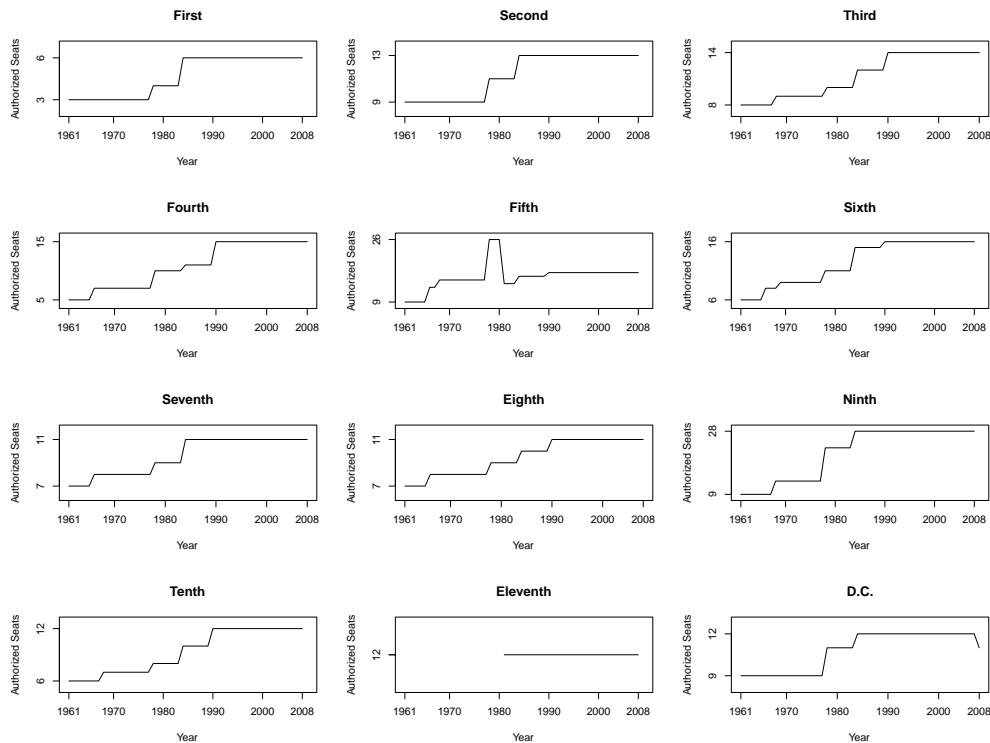 First
Authorized Seats
6
3
1961 1970 1980 1990 2000 2008
Year
Second
Authorized Seats
13
9
1961 1970 1980 1990 2000 2008
Year
Third
Authorized Seats
14
8
1961 1970 1980 1990 2000 2008
Year
Fourth
Authorized Seats
15
5
1961 1970 1980 1990 2000 2008
Year
Fifth
Authorized Seats
26
9
1961 1970 1980 1990 2000 2008
Year
Sixth
Authorized Seats
16
6
1961 1970 1980 1990 2000 2008
Year
Seventh
Authorized Seats
11
7
1961 1970 1980 1990 2000 2008
Year
Eighth
Authorized Seats
11
7
1961 1970 1980 1990 2000 2008
Year
Ninth
Authorized Seats
28
9
1961 1970 1980 1990 2000 2008
Year
Tenth
Authorized Seats
12
6
1961 1970 1980 1990 2000 2008
Year
Eleventh
Authorized Seats
12
1961 1970 1980 1990 2000 2008
Year
D.C.
Authorized Seats
12
9
1961 1970 1980 1990 2000 2008
Year